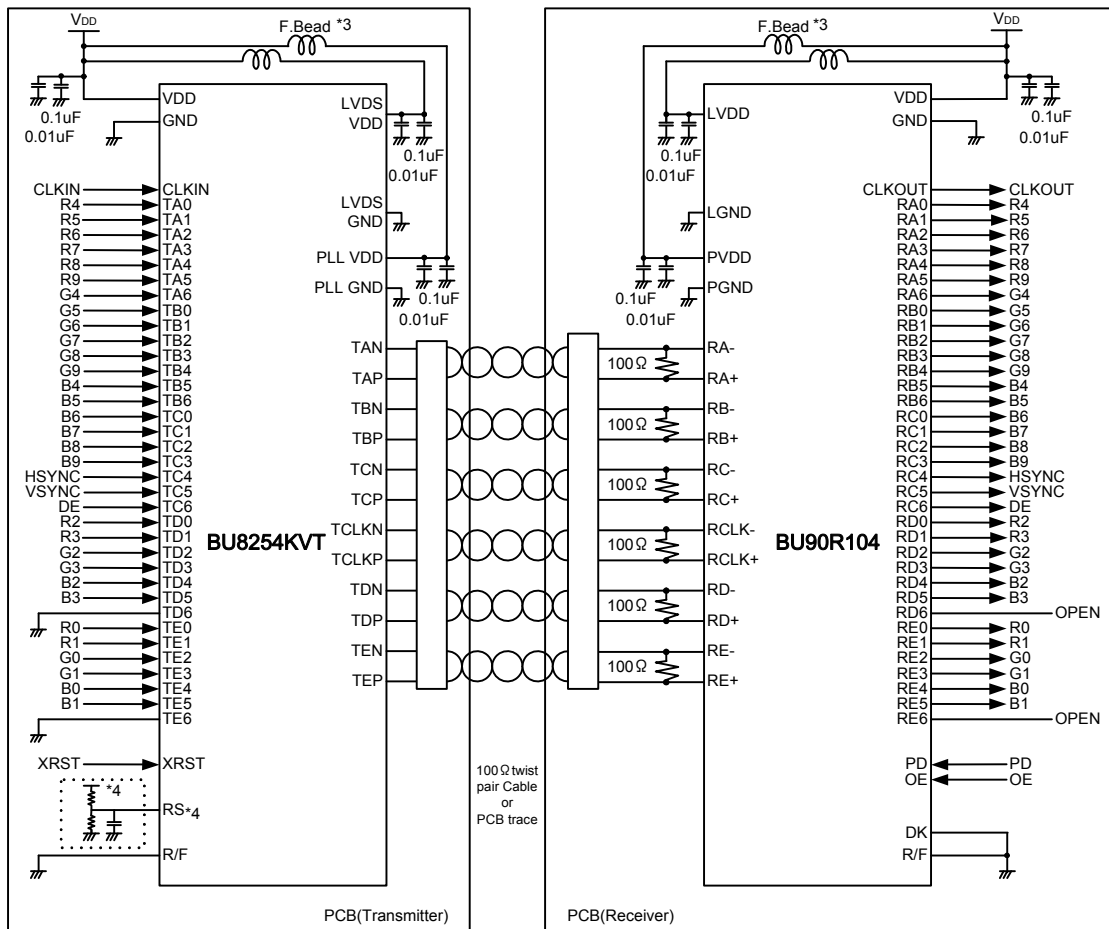 VDD
F.Bead *3
VDD
GND
0.1uF
0.01uF
LVDS
VDD
0.1uF
0.01uF
LVDS
GND
PLL VDD
PLL GND
0.1uF
0.01uF
CLKIN CLKIN
R4 TA0
R5 TA1
R6 TA2
R7 TA3
R8 TA4
R9 TA5
G4 TA6
G5 TB0
G6 TB1
G7 TB2
G8 TB3
G9 TB4
B4 TB5
B5 TB6
B6 TC0
B7 TC1
B8 TC2
B9 TC3
HSYNC TC4
VSYNC TC5
DE TC6
R2 TD0
R3 TD1
G2 TD2
G3 TD3
B2 TD4
B3 TD5
TD6
R0 TE0
R1 TE1
G0 TE2
G1 TE3
B0 TE4
B1 TE5
TE6
XRST XRST
*4
RS*4
R/F
BU8254KVT
TAN
TAP
TBN
TBP
TCN
TCP
TCLKN
TCLKP
TDN
TDP
TEN
TEP
PCB(Transmitter)
100Ω twist
pair Cable
or
PCB trace
VDD
F.Bead *3
VDD
GND
0.1uF
0.01uF
LVDD
0.1uF
0.01uF
LGND
PVDD
PGND
0.1uF
0.01uF
100Ω RA-
RA+
100Ω RB-
RB+
100Ω RC-
RC+
100Ω RCLK-
RCLK+
100Ω RD-
RD+
100Ω RE-
RE+
BU90R104
CLKOUT CLKOUT
RA0 R4
RA1 R5
RA2 R6
RA3 R7
RA4 R8
RA5 R9
RA6 G4
RB0 G5
RB1 G6
RB2 G7
RB3 G8
RB4 G9
RB5 B4
RB6 B5
RC0 B6
RC1 B7
RC2 B8
RC3 B9
RC4 HSYNC
RC5 VSYNC
RC6 DE
RD0 R2
RD1 R3
RD2 G2
RD3 G3
RD4 B2
RD5 B3
RD6 OPEN
RE0 R0
RE1 R1
RE2 G0
RE3 G1
RE4 B0
RE5 B1
RE6 OPEN
PD PD
OE OE
DK
R/F
PCB(Receiver)